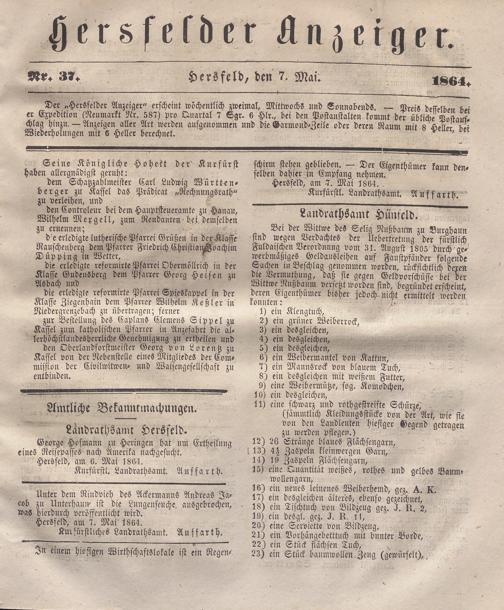 Hersfelder Anzeiger.
Nr. 37. Hersfeld, den 7. Mai. 1864.
Der „Hersfelder Anzeiger“ erscheint wöchentlich zweimal, Mittwochs und Sonnabends. — Preis desselben bei
er Expedition (Neumarkt Nr. 587) pro Quartal 7 Sgr. 6 Hlr., bei den Postanstalten kommt der übliche Postauf-
schlag hinzu. — Anzeigen aller Art werden aufgenommen und die Garmond-Zeile oder deren Raum mit 8 Heller, bei
Wiederholungen mit 6 Heller berechnet.
Seine Königliche Hoheit der Kurfürst
haben allergnädigst geruht:
dem Schatzzahlmeister Carl Ludwig Württen-
berger zu Kassel das Prädicat „Rechnungsrath“
zu verleihen, und
den Controleur bei dem Hauptsteueramte zu Hanau,
Wilhelm Mergell, zum Rendanten bei demselben
zu ernennen;
die erledigte lutherische Pfarrei Grüßen in der Klasse
Rauschenberg dem Pfarrer Friedrich Christian Joachim
Düpping in Wetter,
die erledigte reformirte Pfarrei Obermöllrich in der
Klasse Gudensberg dem Pfarrer Georg Heisen zu
Asbach und
die erledigte reformirte Pfarrei Spieskappel in der
Klasse Ziegenhain dem Pfarrer Wilhelm Keßler in
Niedergrenzebach zu übertragen; ferner
zur Bestellung des Caplans Clemens Sippel zu
Kassel zum katholischen Pfarrer in Anzefahr die al-
lerhöchstlandesherrliche Genehmigung zu ertheilen und
den Oberlandforstmeister Georg von Lorentz zu
Kassel von der Nebenstelle eines Mitgliedes der Com-
mission der Civilwittwen- und Waisengesellschaft zu
entbinden.
Amtliche Bekanntmachungen.
Landrathsamt Hersfeld.
George Hofmann zu Heringen hat um Ertheilung
eines Reisepasses nach Amerika nachgesucht.
Hersfeld, am 6. Mai 1864.
Kurfürstl. Landrathsamt. Auffarth.
Unter dem Rindvieh des Ackermanns Andreas Ja-
cob zu Unterhaun ist die Lungenseuche, ausgebrochen,
was hierdurch veröffentlicht wird.
Hersfeld, am 7. Mai 1864.
Kurfürstliches Landrathsamt. Auffarth.
In einem hiesigen Wirthschaftslokale ist ein Regen-
schirm stehen geblieben. — Der Eigenthümer kann den-
selben dahier in Empfang nehmen.
Hersfeld, am 7. Mai 1864.
Kurfürstl. Landrathsamt. Auffarth.
Landrathsamt Hünfeld.
Bei der Wittwe des Selig Nußbaum zu Burghaun
sind wegen Verdachtes der Uebertretung der fürstlich
Fuldaischen Verordnung vom 31. August 1805 durch ge-
werbmäßiges Geldausleihen auf Faustpfänder folgende
Sachen in Beschlag genommen worden, rücksichtlich deren
die Vermuthung, daß sie gegen Geldvorschüsse bei der
Wittwe Nußbaum versetzt worden sind, begründet erscheint,
deren Eigenthümer bisher jedoch nicht ermittelt werden
konnten:
1) ein Klengtuch,
2) ein grüner Weiberrock,
3) ein desgleichen,
4) ein desgleichen,
5) ein desgleichen,
6) ein Weibermantel von Kattun,
7) ein Mannsrock von blauem Tuch,
8) ein desgleichen mit weißem Futter,
9) eine Weibermütze, sog. Komodchen,
10) ein desgleichen,
11) eine schwarz und rothgestreifte Schürze,
(sämmtlich Kleidungsstücke von der Art, wie sie
von den Landleuten hiesiger Gegend getragen
zu werden pflegen.)
12) 26 Stränge blaues Flächsengarn,
13) 4½ Zaspeln kleinwergen Garn,
14) 19 Zaspeln Flächsengarn,
15) eine Quantität weißes, rothes und gelbes Baum-
wollengarn,
16) ein neues leinenes Weiberhemd, gez. A. K.
17) ein desgleichen älteres, ebenso gezeichnet,
18) ein Tischtuch von Bildzeug gez. J. R. 2,
19) ein desgl. gez. J. R. 11,
20) eine Serviette von Bildzeug,
21) ein Vorhängebetttuch mit bunter Borde,
22) ein Stück flächsen Tuch,
23) ein Stück baumwollen Zeug (gewürfelt),